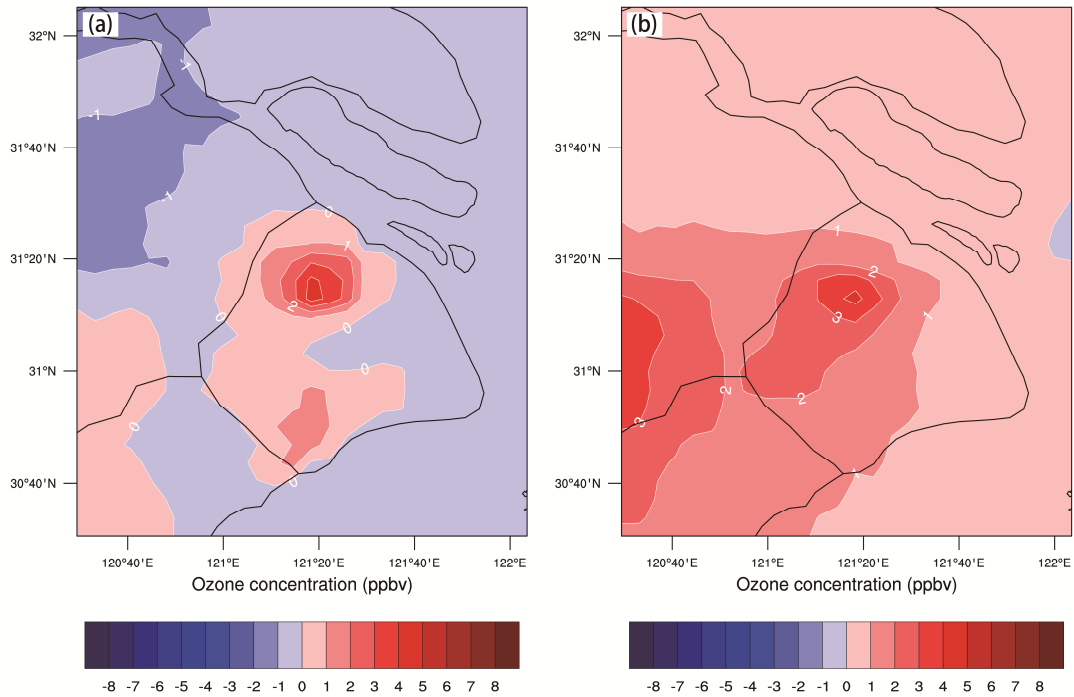 (a)
(b)
32°N
31°40'N
31°20'N
31°N
30°40'N
-1
-1
-1
0
1
2
0
0
0
0
0
120°40'E 121°E 121°20'E 121°40'E 122°E
Ozone concentration (ppbv)
-8 -7 -6 -5 -4 -3 -2 -1 0 1 2 3 4 5 6 7 8
32°N
31°40'N
31°20'N
31°N
30°40'N
1
2
3
1
2
2
3
1
120°40'E 121°E 121°20'E 121°40'E 122°E
Ozone concentration (ppbv)
-8 -7 -6 -5 -4 -3 -2 -1 0 1 2 3 4 5 6 7 8